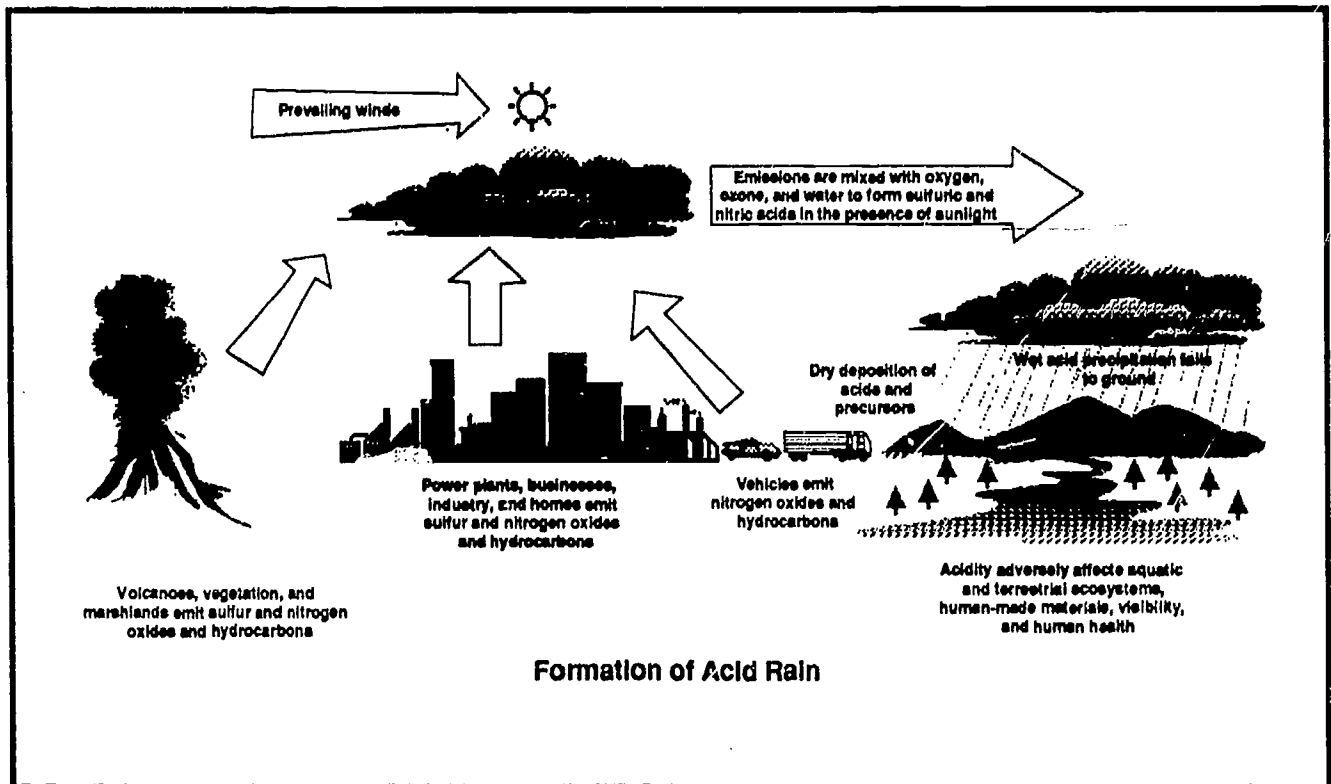 Prevailing winds
Emissions are mixed with oxygen,
ozone, and water to form sulfuric and
nitric acids in the presence of sunlight
Wet acid precipitation falls
to ground
Dry deposition of
acids and
precursors
Power plants, businesses,
industry, and homes emit
sulfur and nitrogen oxides
and hydrocarbons
Vehicles emit
nitrogen oxides and
hydrocarbons
Volcanoes, vegetation, and
marshlands emit sulfur and nitrogen
oxides and hydrocarbons
Acidity adversely affects aquatic
and terrestrial ecosystems,
human-made materials, visibility,
and human health
Formation of Acid Rain